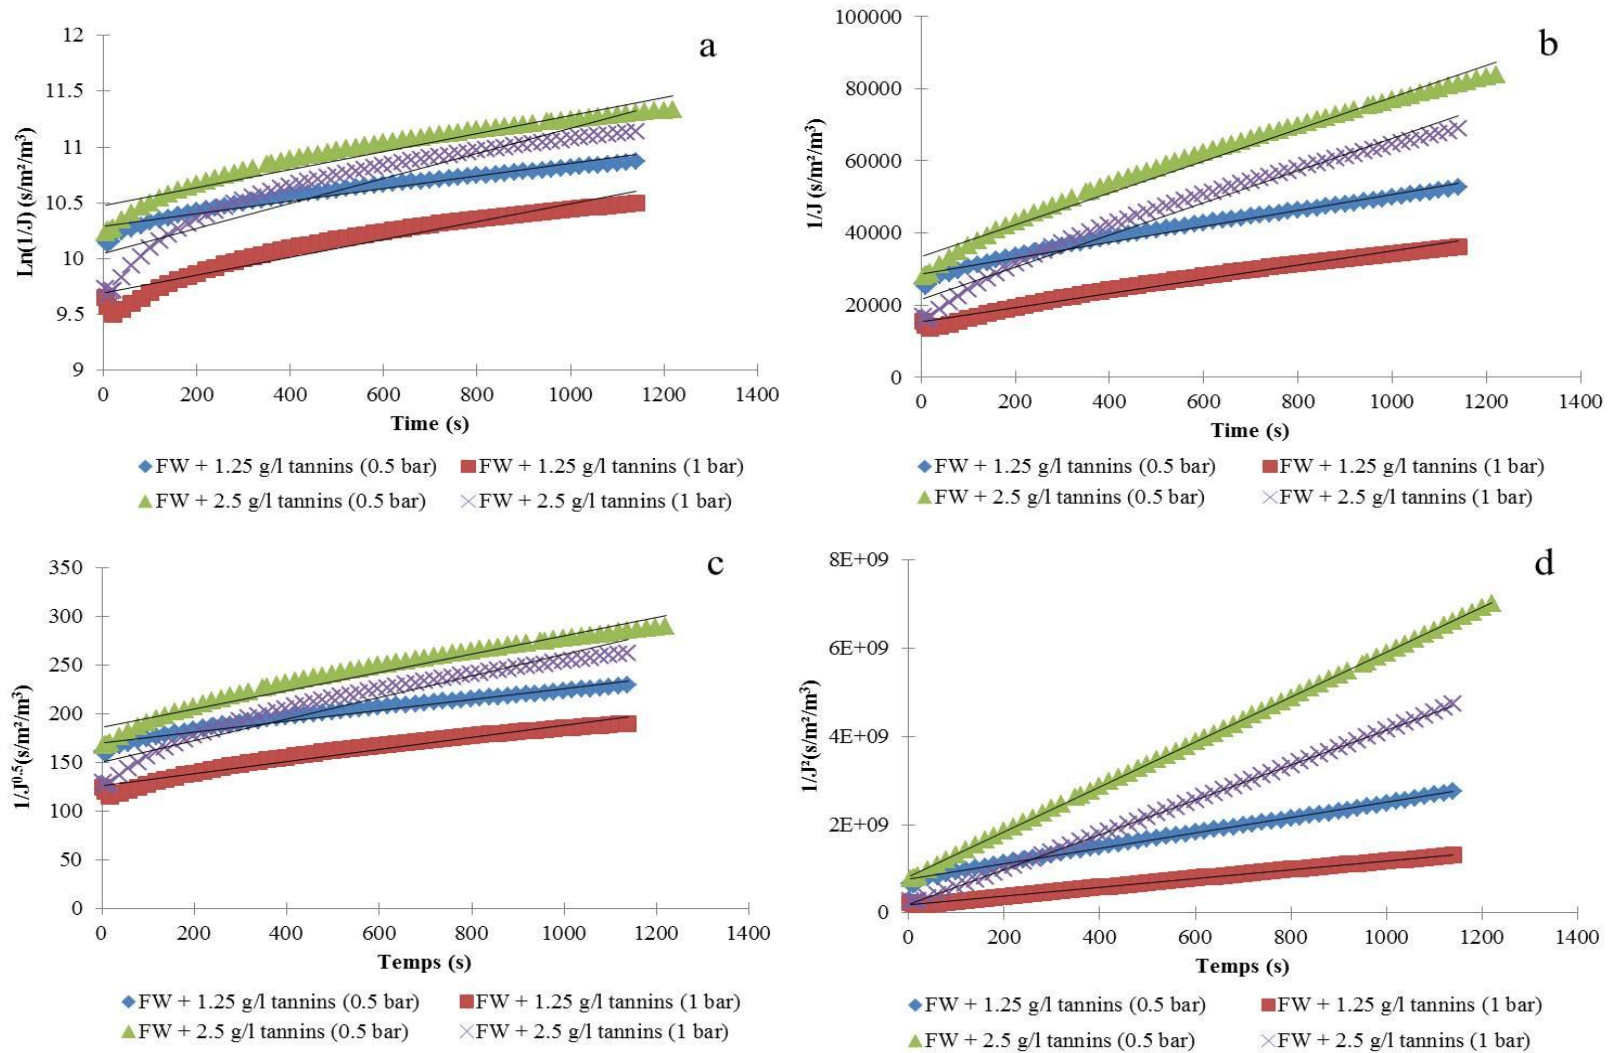 a
12
11.5
11
10.5
10
9.5
9
Ln(1/J) (s/m²/m³)
0 200 400 600 800 1000 1200 1400
Time (s)
FW + 1.25 g/l tannins (0.5 bar) FW + 1.25 g/l tannins (1 bar)
FW + 2.5 g/l tannins (0.5 bar) FW + 2.5 g/l tannins (1 bar)
b
100000
80000
60000
40000
20000
0
1/J (s/m²/m³)
0 200 400 600 800 1000 1200 1400
Time (s)
FW + 1.25 g/l tannins (0.5 bar) FW + 1.25 g/l tannins (1 bar)
FW + 2.5 g/l tannins (0.5 bar) FW + 2.5 g/l tannins (1 bar)
c
350
300
250
200
150
100
50
0
1/J⁰·⁵(s/m²/m³)
0 200 400 600 800 1000 1200 1400
Temps (s)
FW + 1.25 g/l tannins (0.5 bar) FW + 1.25 g/l tannins (1 bar)
FW + 2.5 g/l tannins (0.5 bar) FW + 2.5 g/l tannins (1 bar)
d
8E+09
6E+09
4E+09
2E+09
0
1/J²(s/m²/m³)
0 200 400 600 800 1000 1200 1400
Temps (s)
FW + 1.25 g/l tannins (0.5 bar) FW + 1.25 g/l tannins (1 bar)
FW + 2.5 g/l tannins (0.5 bar) FW + 2.5 g/l tannins (1 bar)